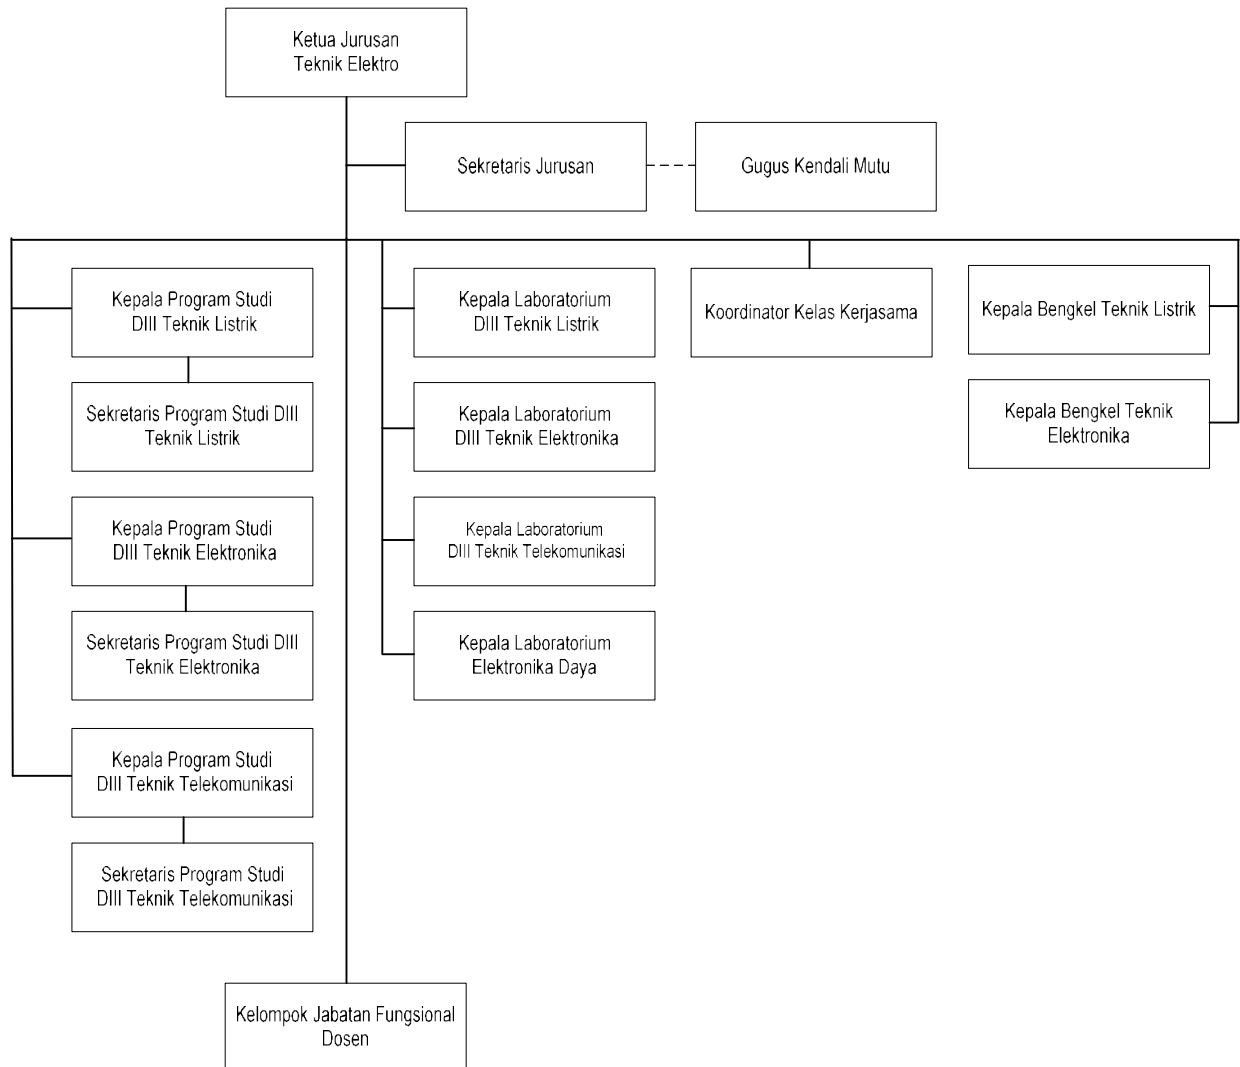 Ketua Jurusan
Teknik Elektro
Sekretaris Jurusan
Gugus Kendali Mutu
Kepala Program Studi
DIII Teknik Listrik
Sekretaris Program Studi DIII
Teknik Listrik
Kepala Program Studi
DIII Teknik Elektronika
Sekretaris Program Studi DIII
Teknik Elektronika
Kepala Program Studi
DIII Teknik Telekomunikasi
Sekretaris Program Studi
DIII Teknik Telekomunikasi
Kepala Laboratorium
DIII Teknik Listrik
Kepala Laboratorium
DIII Teknik Elektronika
Kepala Laboratorium
DIII Teknik Telekomunikasi
Kepala Laboratorium
Elektronika Daya
Koordinator Kelas Kerjasama
Kepala Bengkel Teknik Listrik
Kepala Bengkel Teknik
Elektronika
Kelompok Jabatan Fungsional
Dosen